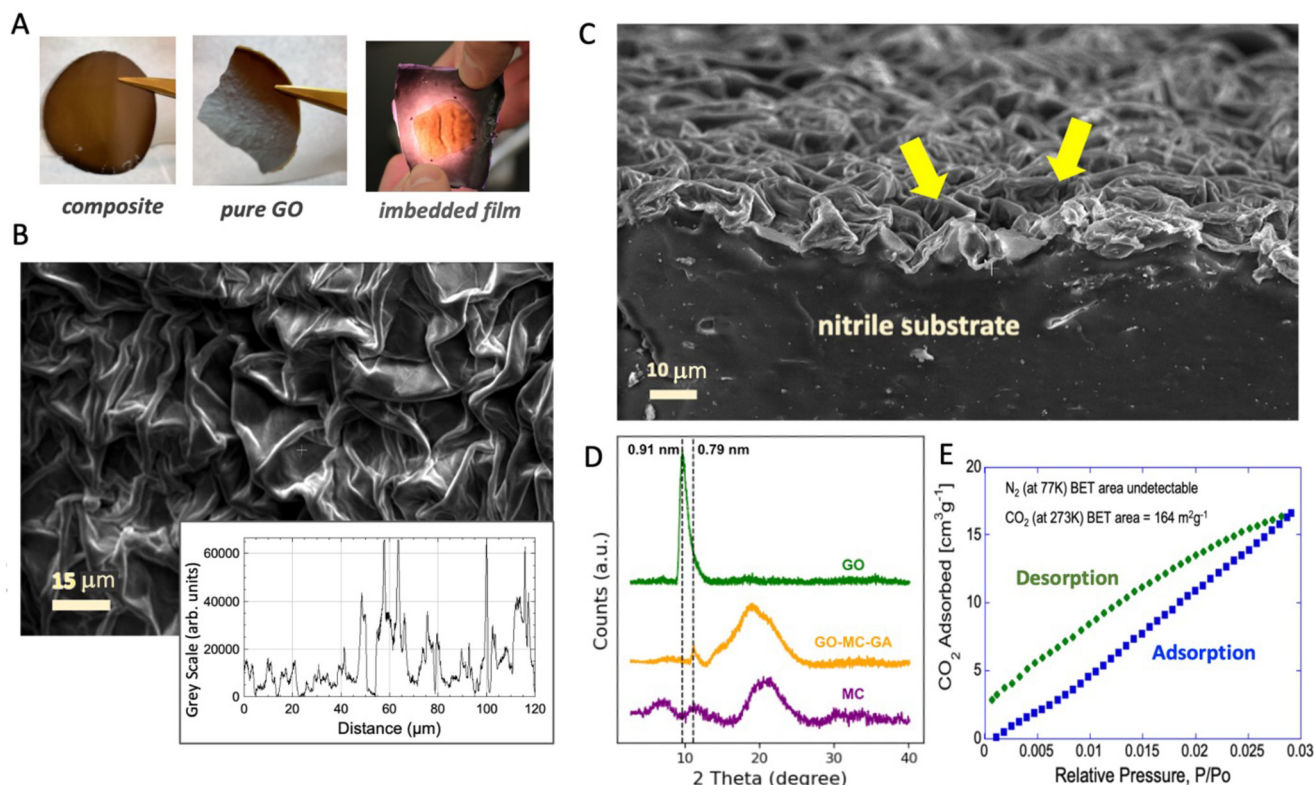 A
composite
pure GO
imbedded film
B
15 μm
Grey Scale (arb. units)
60000
40000
20000
10000
0
0 20 40 60 80 100 120
Distance (μm)
C
nitrile substrate
10 μm
D
0.91 nm
0.79 nm
GO
GO-MC-GA
MC
Counts (a.u.)
10 20 30 40
2 Theta (degree)
E
N₂ (at 77K) BET area undetectable
CO₂ (at 273K) BET area = 164 m²g⁻¹
Desorption
Adsorption
CO₂ Adsorbed [cm³g⁻¹]
20
15
10
5
0
0 0.005 0.01 0.015 0.02 0.025 0.03
Relative Pressure, P/Po